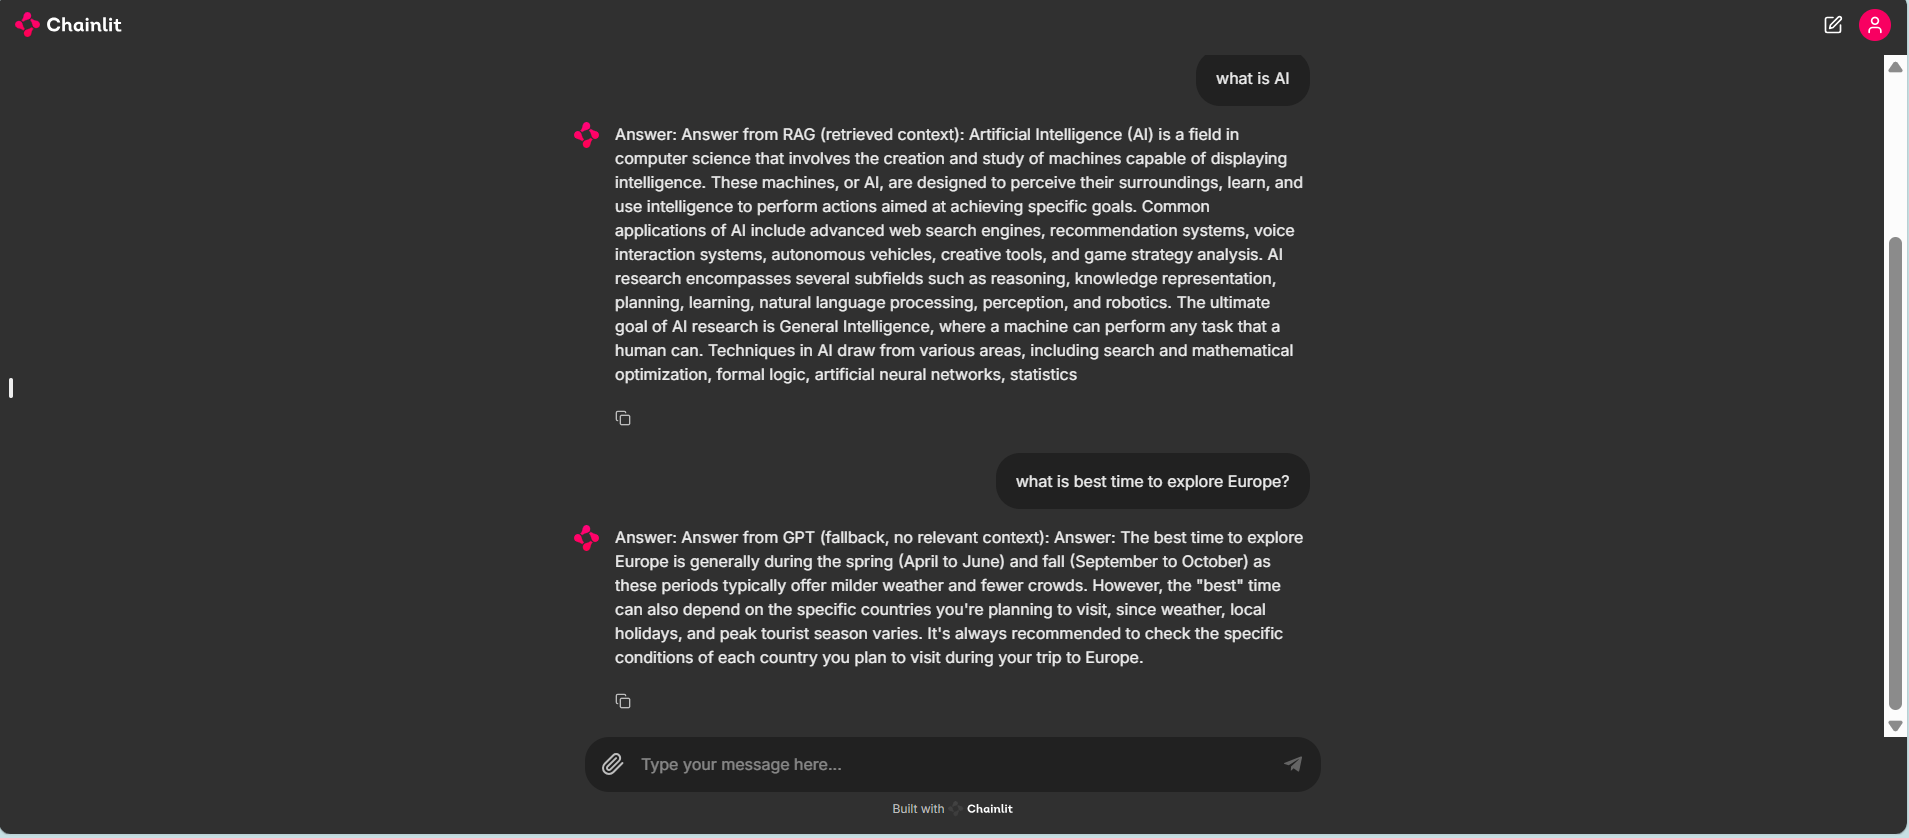 Chainlit
what is AI
Answer: Answer from RAG (retrieved context): Artificial Intelligence (AI) is a field in
computer science that involves the creation and study of machines capable of displaying
intelligence. These machines, or AI, are designed to perceive their surroundings, learn, and
use intelligence to perform actions aimed at achieving specific goals. Common
applications of AI include advanced web search engines, recommendation systems, voice
interaction systems, autonomous vehicles, creative tools, and game strategy analysis. AI
research encompasses several subfields such as reasoning, knowledge representation,
planning, learning, natural language processing, perception, and robotics. The ultimate
goal of AI research is General Intelligence, where a machine can perform any task that a
human can. Techniques in AI draw from various areas, including search and mathematical
optimization, formal logic, artificial neural networks, statistics
what is best time to explore Europe?
Answer: Answer from GPT (fallback, no relevant context): Answer: The best time to explore
Europe is generally during the spring (April to June) and fall (September to October) as
these periods typically offer milder weather and fewer crowds. However, the "best" time
can also depend on the specific countries you're planning to visit, since weather, local
holidays, and peak tourist season varies. It's always recommended to check the specific
conditions of each country you plan to visit during your trip to Europe.
Type your message here...
Built with Chainlit